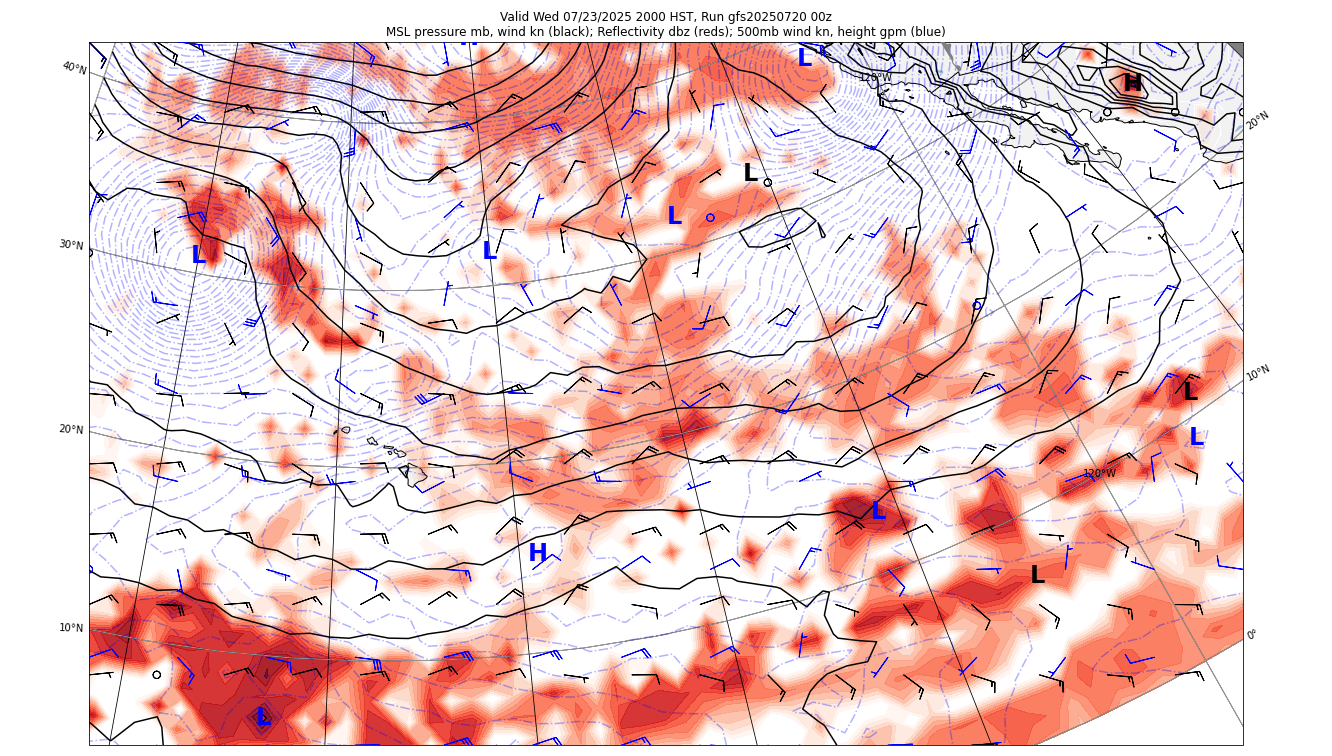 Valid Wed 07/23/2025 2000 HST, Run gfs20250720 00z
MSL pressure mb, wind kn (black); Reflectivity dbz (reds); 500mb wind kn, height gpm (blue)
L
40°N
120°W
H
20°N
L
L
30°N
L
L
10°N
L
20°N
L
120°W
L
H
L
10°N
0°
L